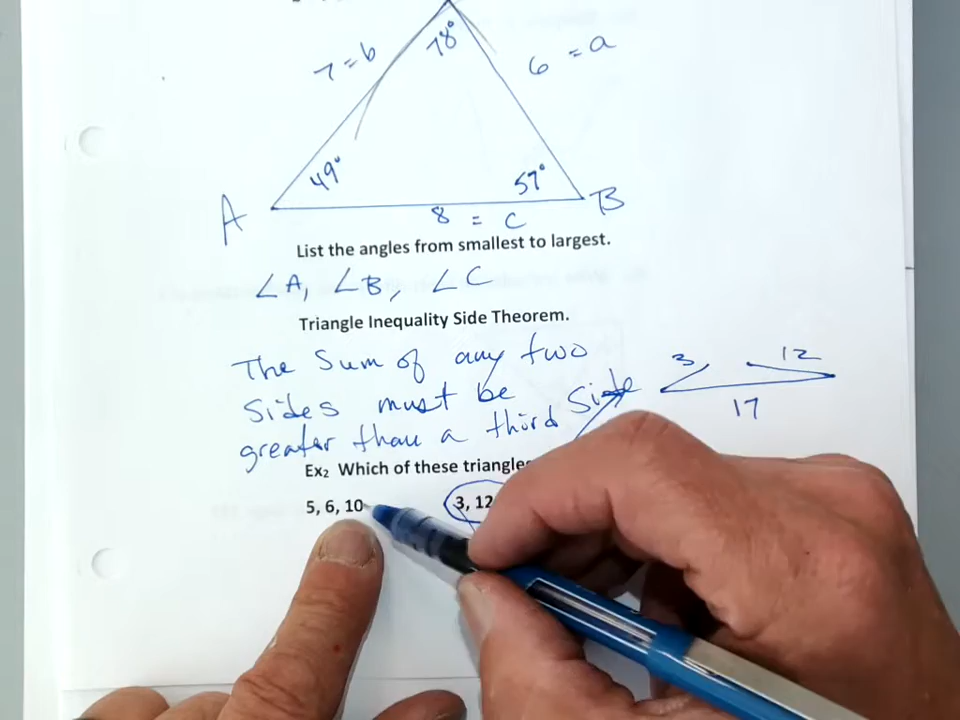 78°
7 = b
6 = a
49°
57°
A
B
8 = c
List the angles from smallest to largest.
∠A, ∠B, ∠C
Triangle Inequality Side Theorem.
The Sum of any two
sides must be
greater than a third side
3
12
17
Ex2 Which of these triangles
5, 6, 10 3, 12